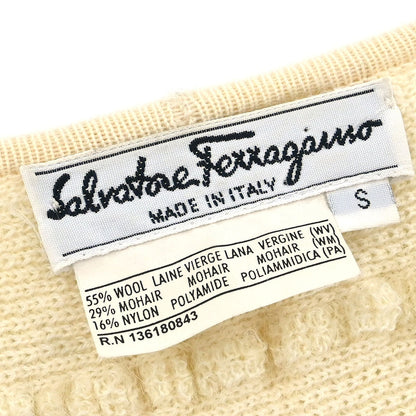 Salvatore Ferragamo
MADE IN ITALY
S
55% WOOL LAINE VIERGE LANA VERGINE (WV)
29% MOHAIR MOHAIR MOHAIR (WM)
16% NYLON POLYAMIDE POLIAMMIDICA (PA)
R.N 136180843